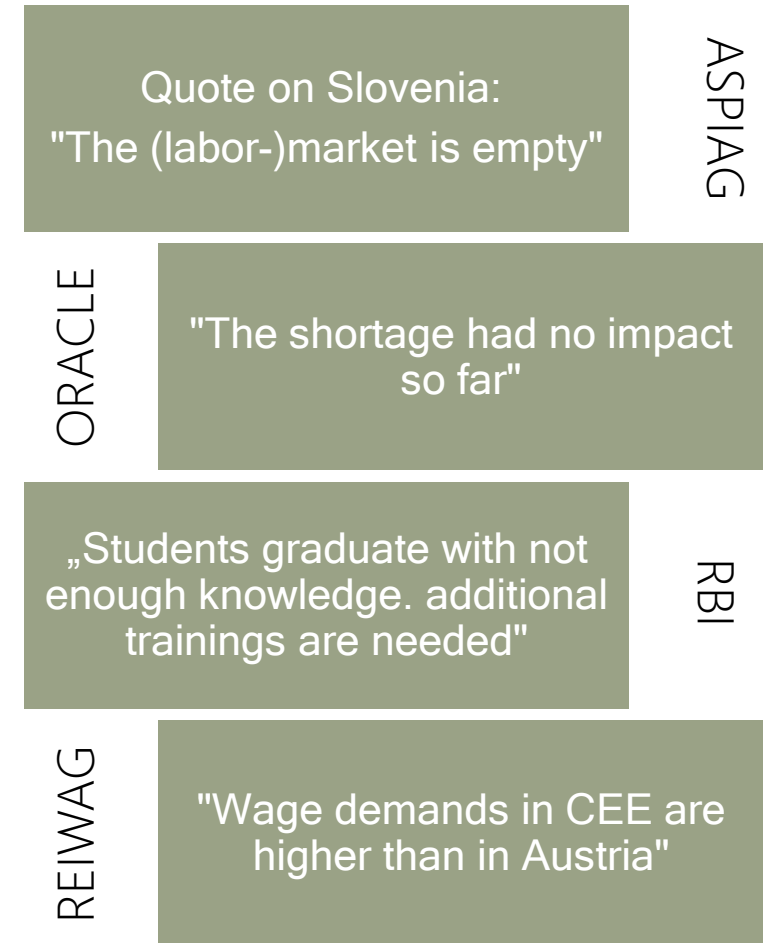 Quote on Slovenia:
"The (labor-)market is empty"
ASPIAG
ORACLE
"The shortage had no impact
so far"
„Students graduate with not
enough knowledge. additional
trainings are needed"
RBI
REIWAG
"Wage demands in CEE are
higher than in Austria"